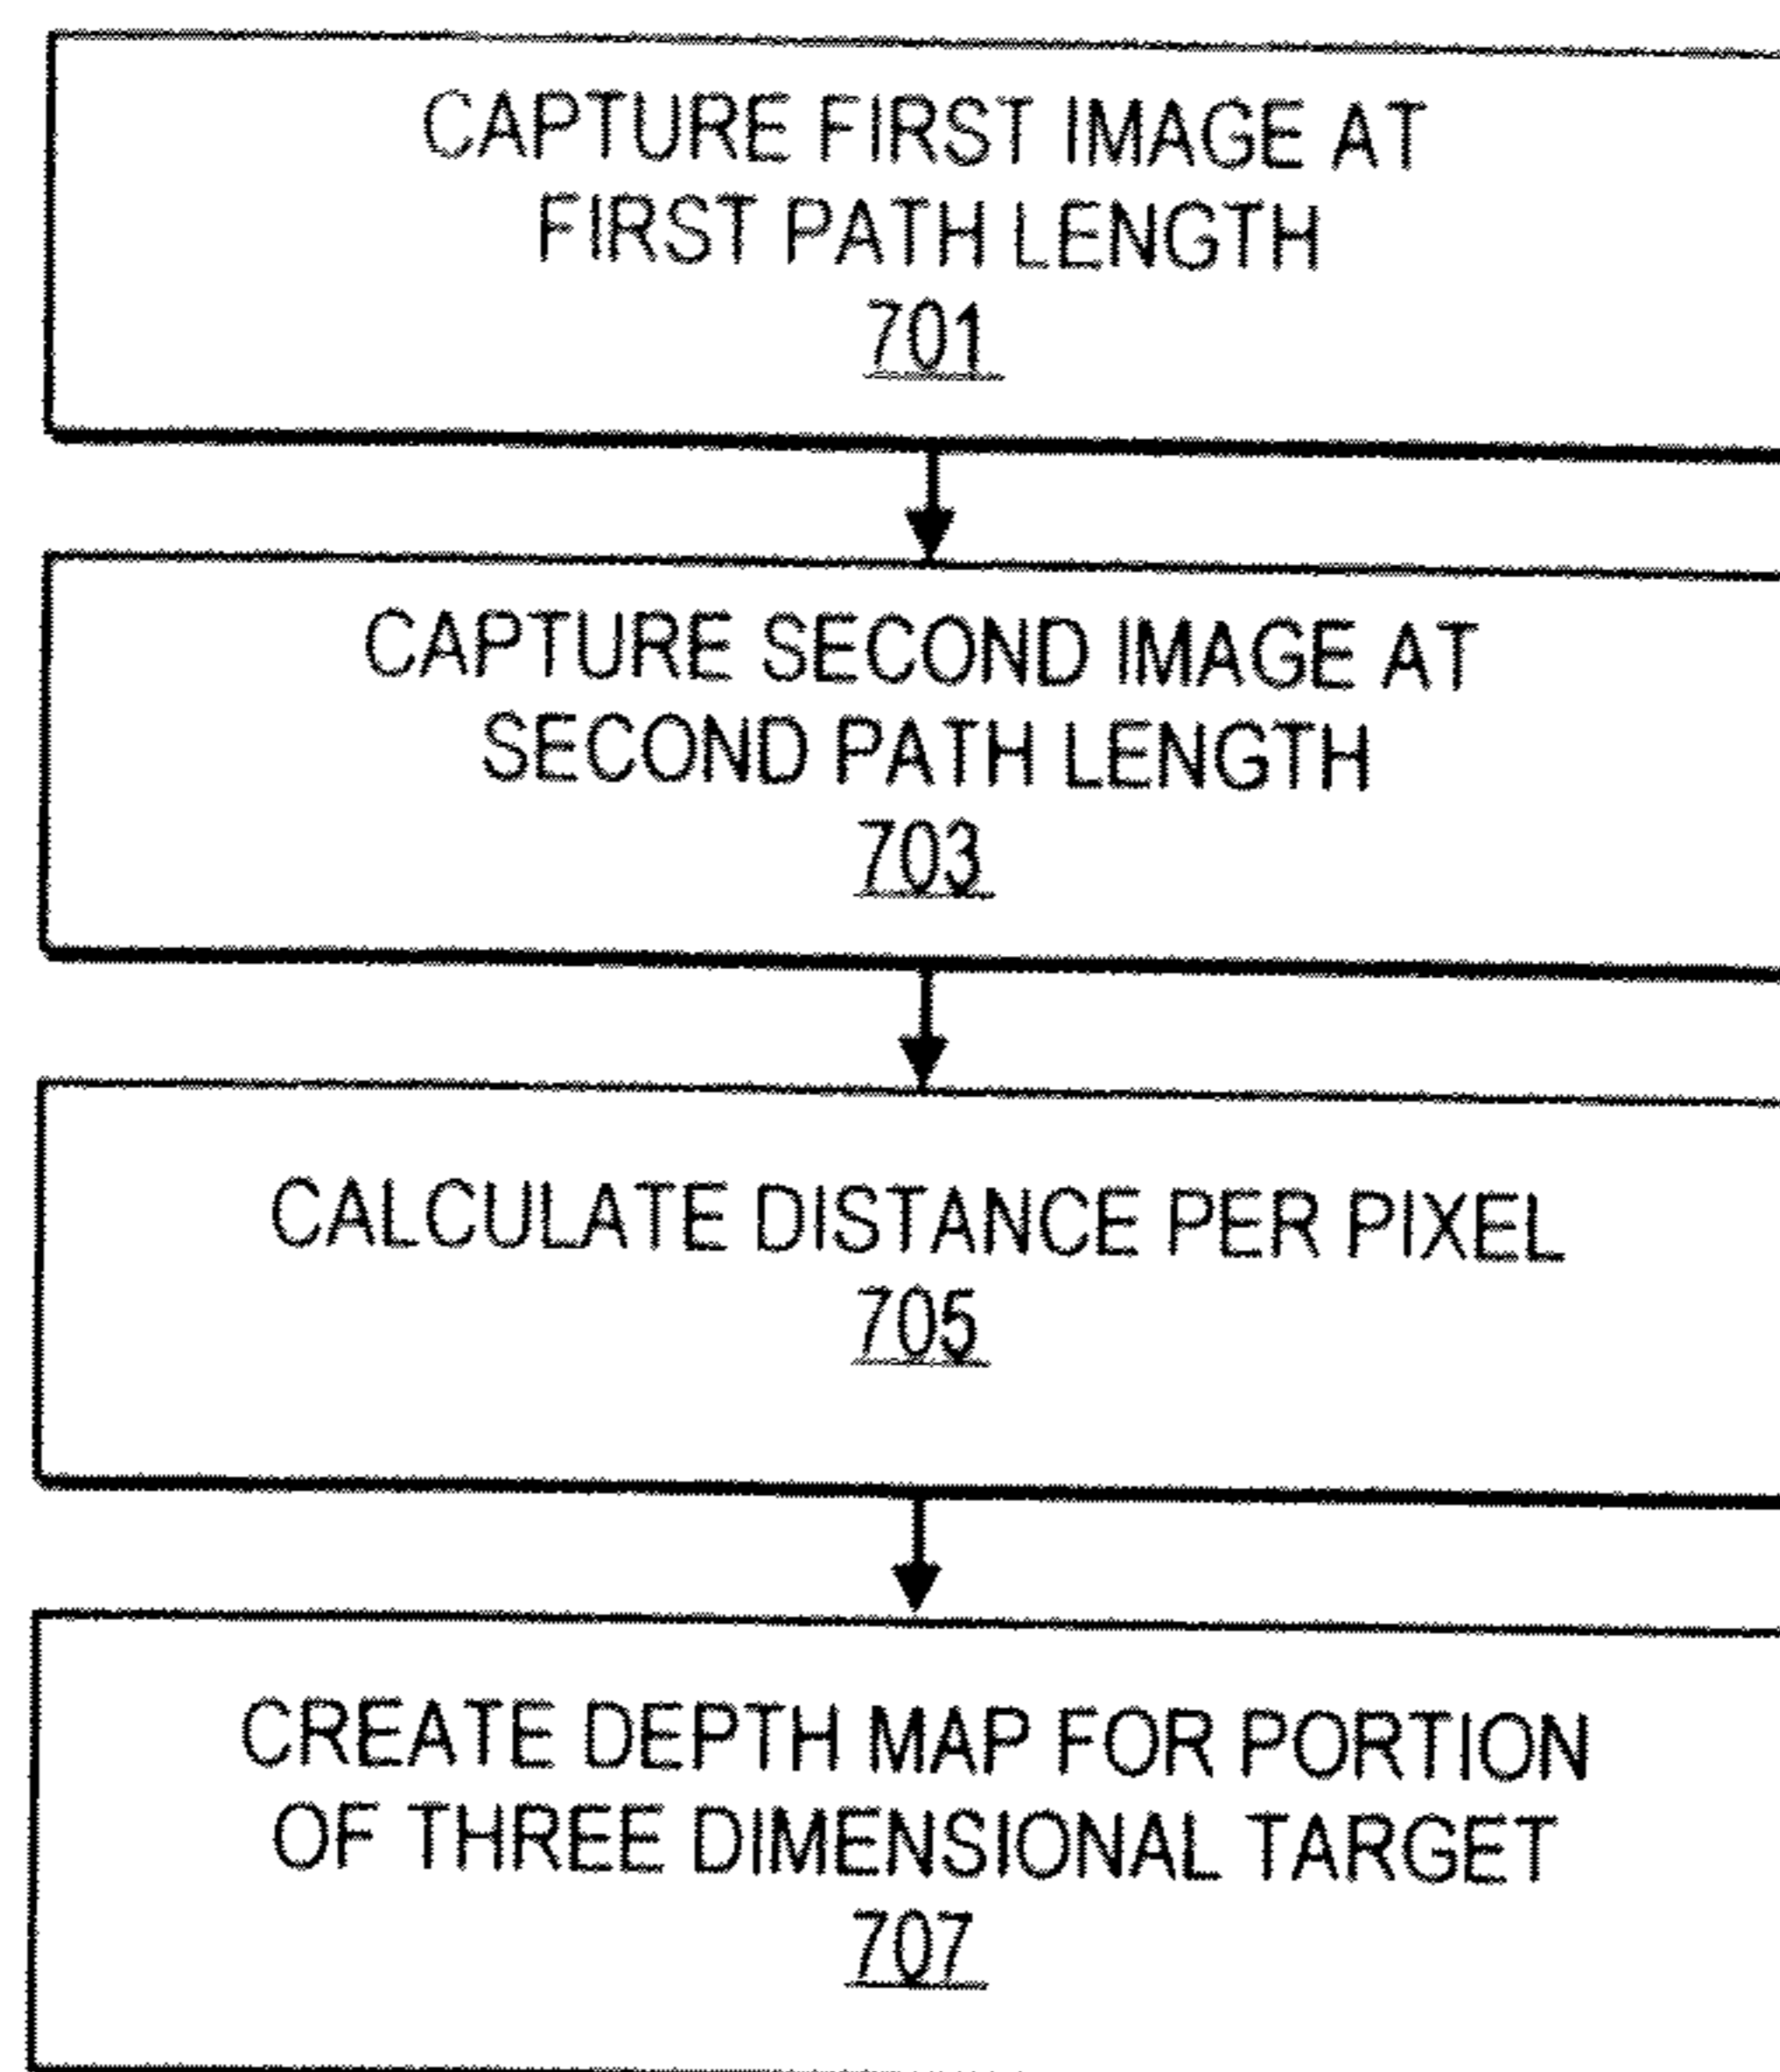 CAPTURE FIRST IMAGE AT
FIRST PATH LENGTH
701
CAPTURE SECOND IMAGE AT
SECOND PATH LENGTH
703
CALCULATE DISTANCE PER PIXEL
705
CREATE DEPTH MAP FOR PORTION
OF THREE DIMENSIONAL TARGET
707